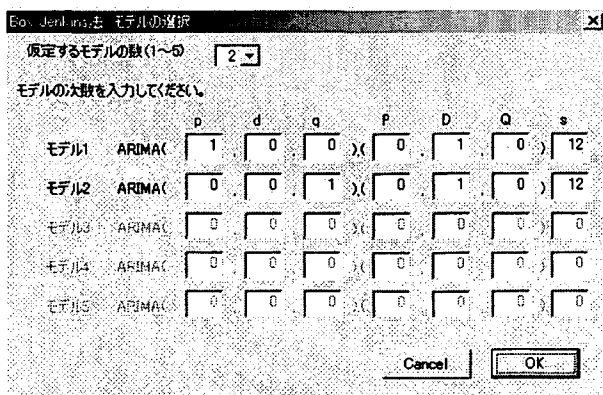 Box Jenkins法 モデルの選択
仮定するモデルの数(1～5) 2
モデルの次数を入力してください。
p d q P D Q s
モデル1 ARIMA( 1 , 0 , 0 )( 0 , 1 , 0 ) 12
モデル2 ARIMA( 0 , 0 , 1 )( 0 , 1 , 0 ) 12
モデル3 ARIMA( 0 , 0 , 0 )( 0 , 0 , 0 ) 0
モデル4 ARIMA( 0 , 0 , 0 )( 0 , 0 , 0 ) 0
モデル5 ARIMA( 0 , 0 , 0 )( 0 , 0 , 0 ) 0
Cancel OK